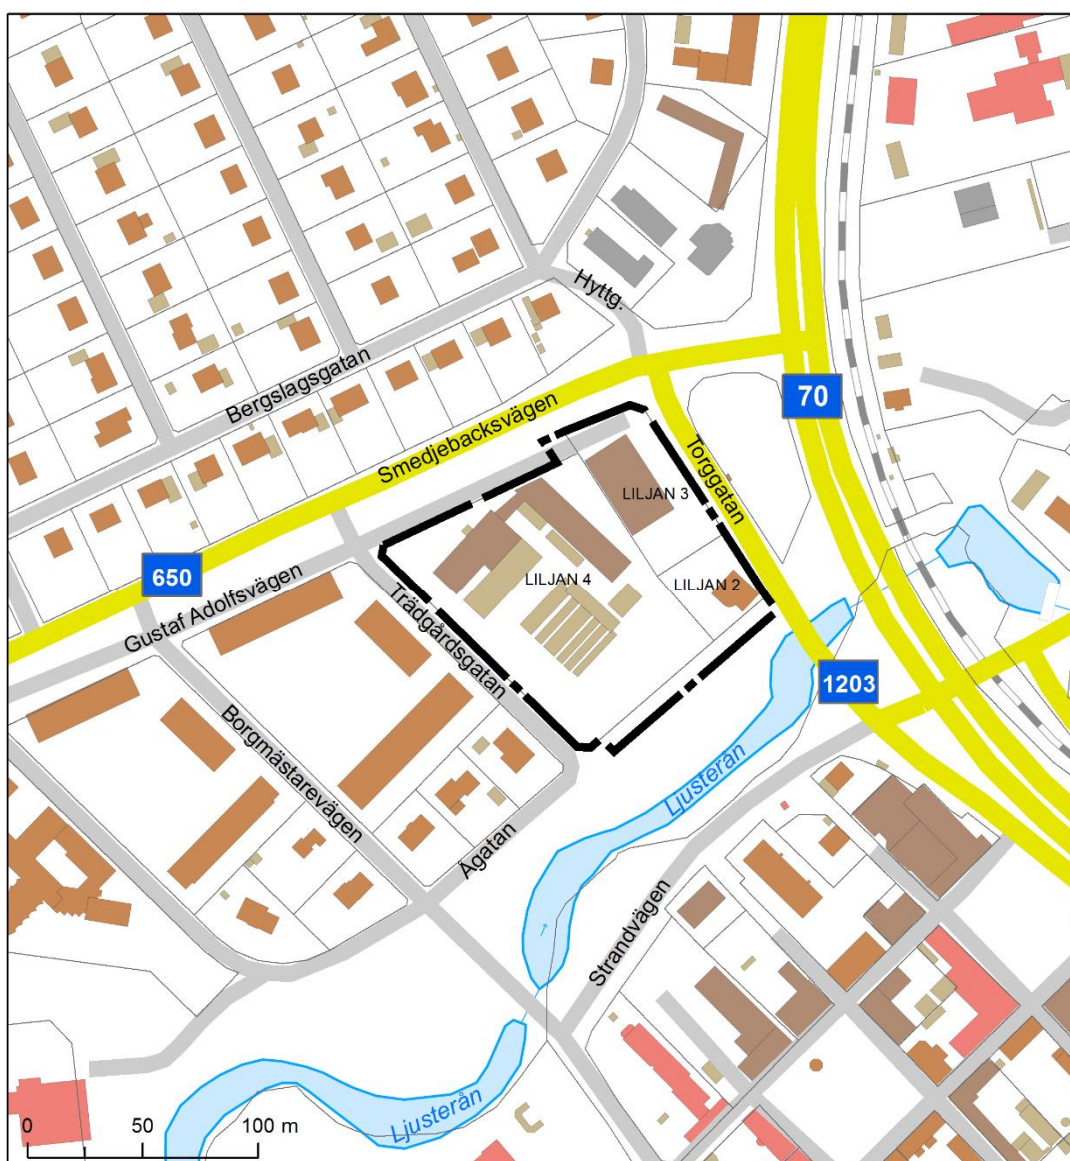 Hyttg.
Bergslagsgatan
70
Smedjebacksvägen
Torggatan
LILJAN 3
650
LILJAN 4
LILJAN 2
Gustaf Adolfsvägen
Trädgårdsgatan
1203
Borgmästarevägen
Ljusterån
Ågatan
Strandvägen
Ljusterån
0 50 100 m